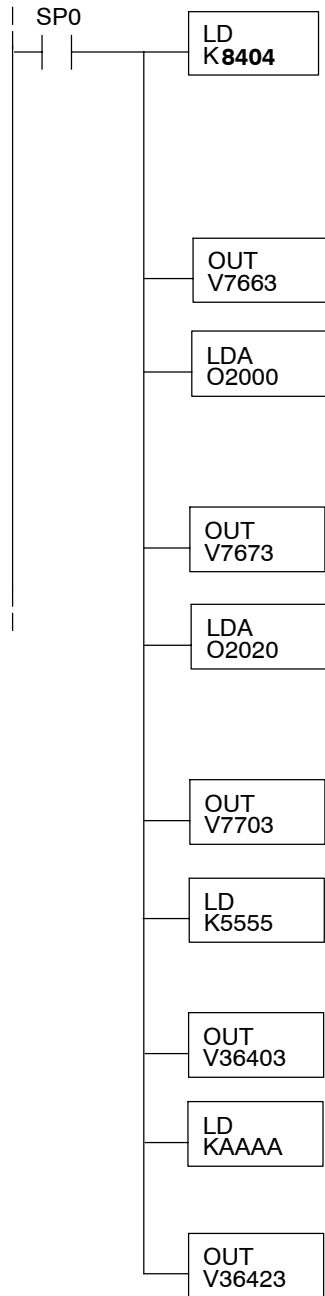 SP0
LD
K8404
OUT
V7663
LDA
O2000
OUT
V7673
LDA
O2020
OUT
V7703
LD
K5555
OUT
V36403
LD
KAAAA
OUT
V36423